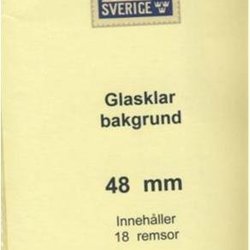 SVERIGE
Glasklar
bakgrund
48 mm
Innehåller
18 remsor